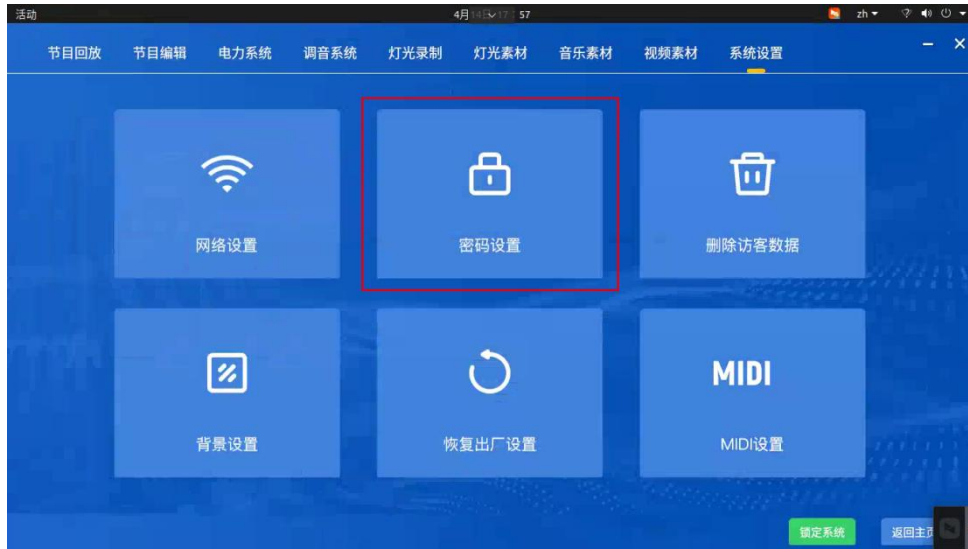 活动 4月14日 17：57 zh
节目回放 节目编辑 电力系统 调音系统 灯光录制 灯光素材 音乐素材 视频素材 系统设置
网络设置 密码设置 删除访客数据
MIDI
背景设置 恢复出厂设置 MIDI设置
锁定系统 返回主页